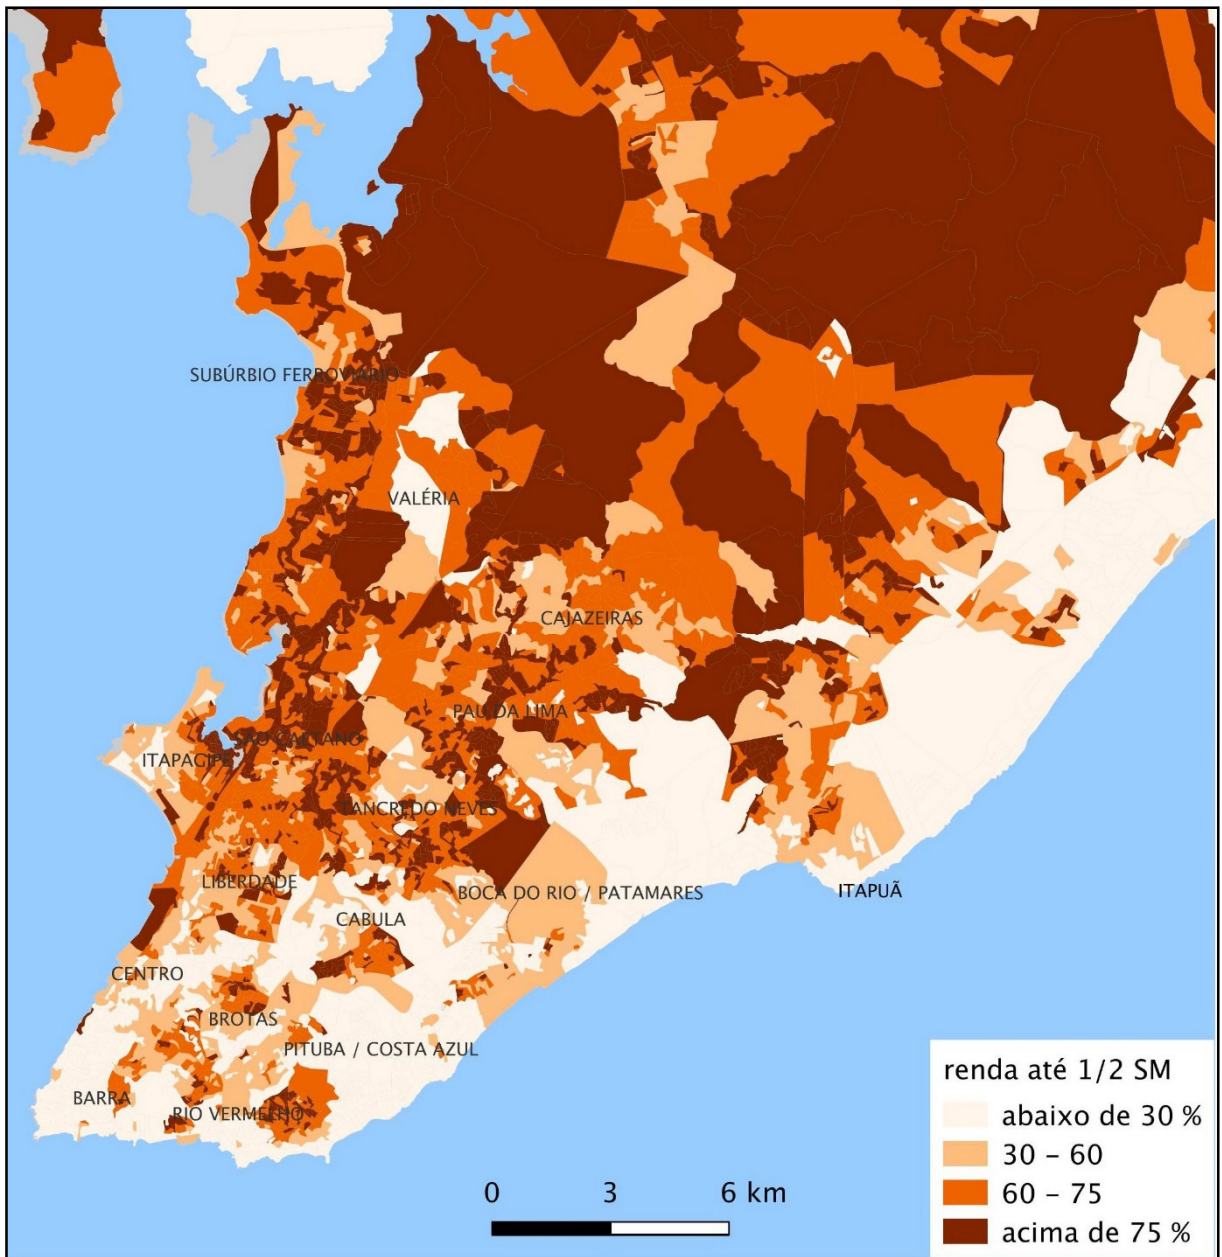 SUBÚRBIO FERROVIÁRIO
VALÉRIA
CAJAZEIRAS
PAU DA LIMA
SÃO CAETANO
ITAPAGIPE
TANCREDO NEVES
LIBERDADE
BOCA DO RIO / PATAMARES
ITAPUÃ
CABULA
CENTRO
BROTAS
PITUBA / COSTA AZUL
BARRA
RIO VERMELHO
renda até 1/2 SM
abaixo de 30 %
30 – 60
60 – 75
acima de 75 %
0 3 6 km